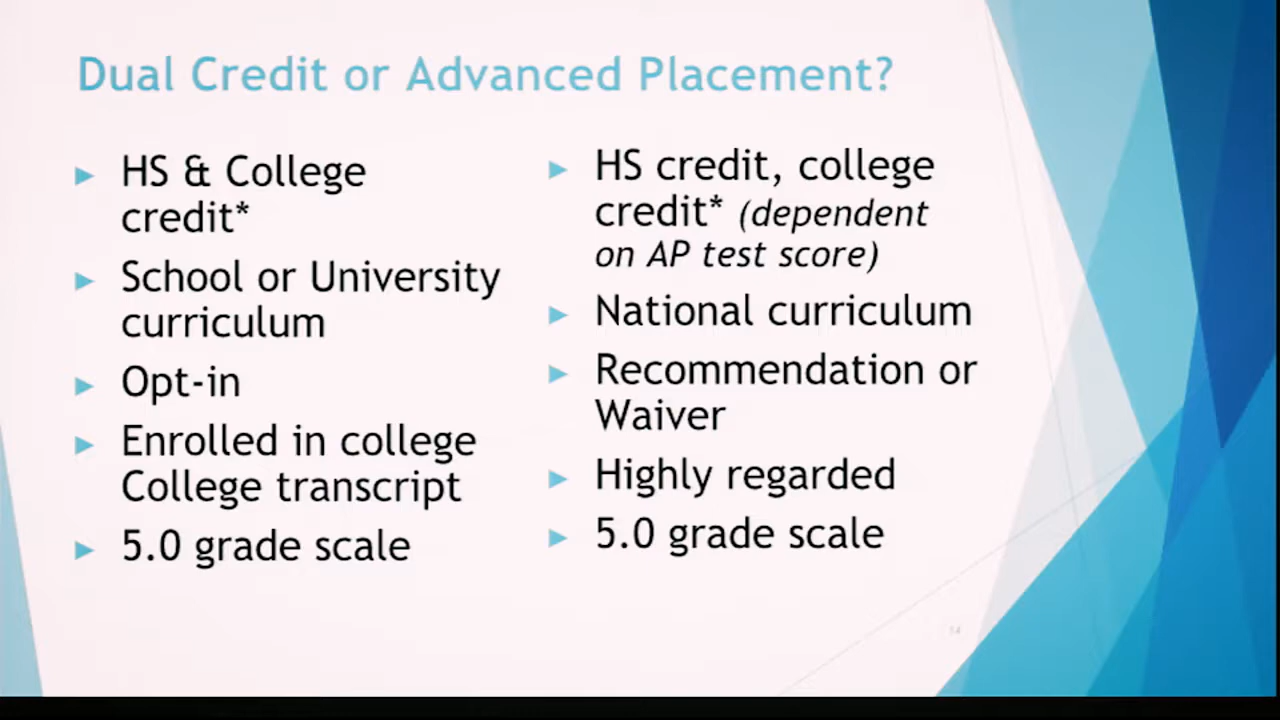 Dual Credit or Advanced Placement?
HS & College
credit*
School or University
curriculum
Opt-in
Enrolled in college
College transcript
5.0 grade scale
HS credit, college
credit* (dependent
on AP test score)
National curriculum
Recommendation or
Waiver
Highly regarded
5.0 grade scale
14